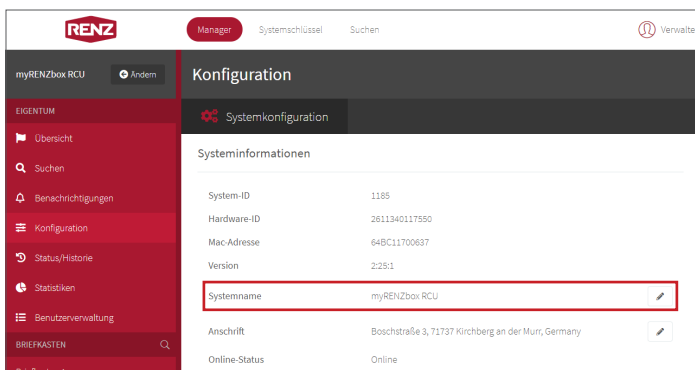 RENZ
Manager Systemschlüssel Suchen Verwalte
myRENZbox RCU Ändern
Konfiguration
EIGENTUM
Systemkonfiguration
Übersicht
Suchen
Benachrichtigungen
Konfiguration
Status/Historie
Statistiken
Benutzerverwaltung
BRIEFKASTEN
Systeminformationen
System-ID 1185
Hardware-ID 2611340117550
Mac-Adresse 64BC11700637
Version 2:25:1
Systemname myRENZbox RCU
Anschrift Boschstraße 3, 71737 Kirchberg an der Murr, Germany
Online-Status Online